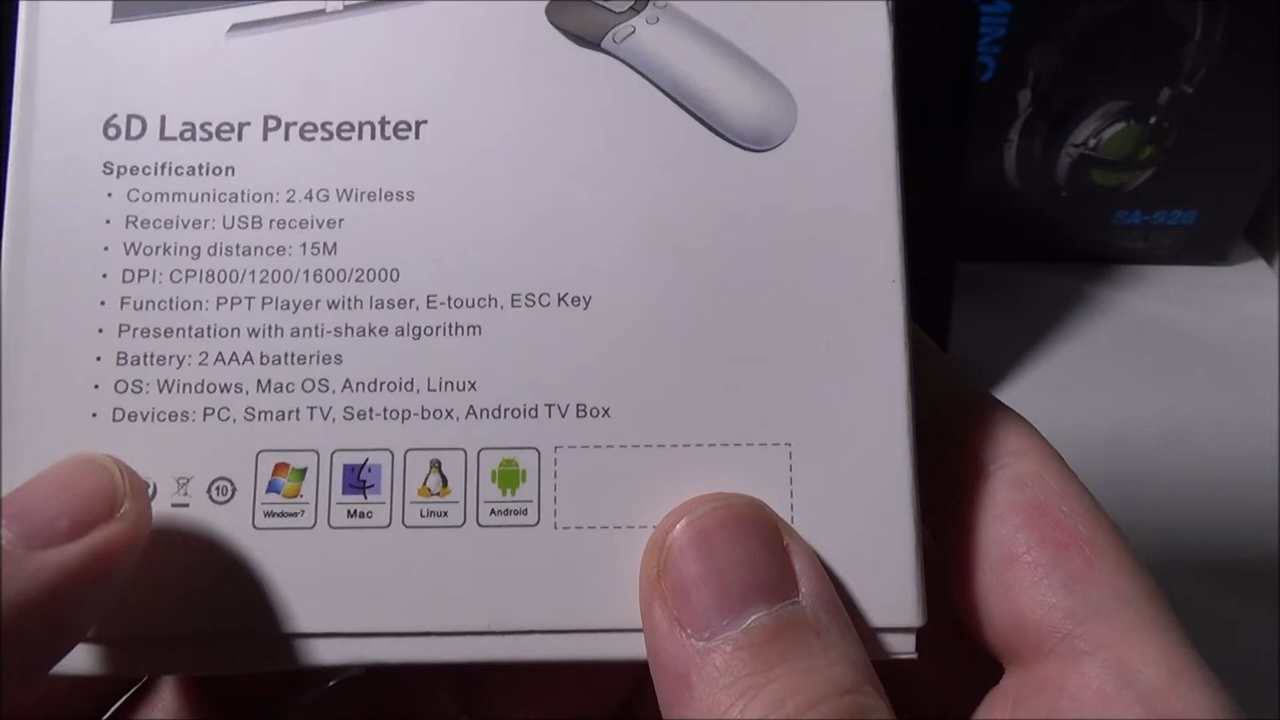 6D Laser Presenter
Specification
• Communication: 2.4G Wireless
• Receiver: USB receiver
• Working distance: 15M
• DPI: CPI800/1200/1600/2000
• Function: PPT Player with laser, E-touch, ESC Key
• Presentation with anti-shake algorithm
• Battery: 2 AAA batteries
• OS: Windows, Mac OS, Android, Linux
• Devices: PC, Smart TV, Set-top-box, Android TV Box
10
Windows7
Mac
Linux
Android
SA-928